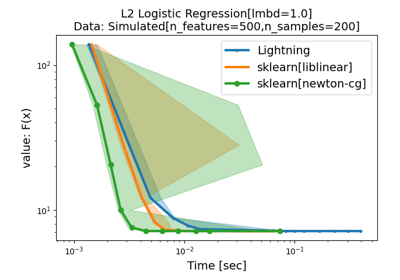 L2 Logistic Regression[lmbd=1.0]
Data: Simulated[n_features=500,n_samples=200]
value: F(x)
10²
10¹
Lightning
sklearn[liblinear]
sklearn[newton-cg]
10⁻³
10⁻²
10⁻¹
Time [sec]